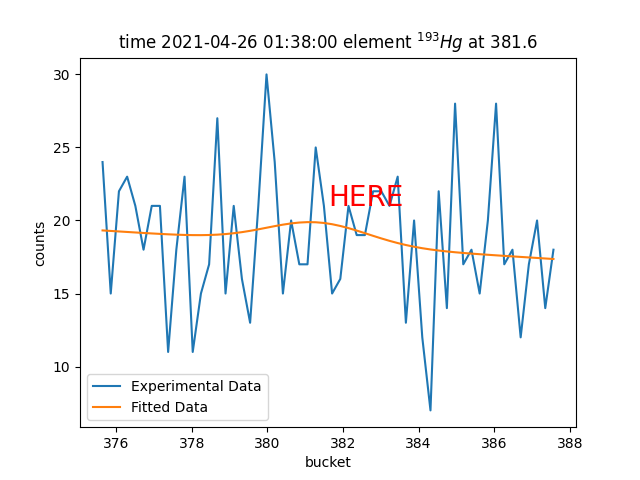 time 2021-04-26 01:38:00 element ¹⁹³Hg at 381.6
30
25
20
15
10
counts
HERE
Experimental Data
Fitted Data
376 378 380 382 384 386 388
bucket